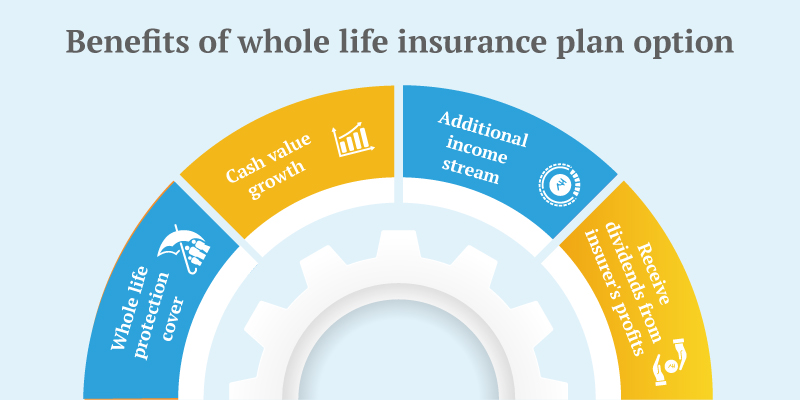 Benefits of whole life insurance plan option
Whole life
protection
cover
Cash value
growth
Additional
income
stream
Receive
dividends from
insurer's profits